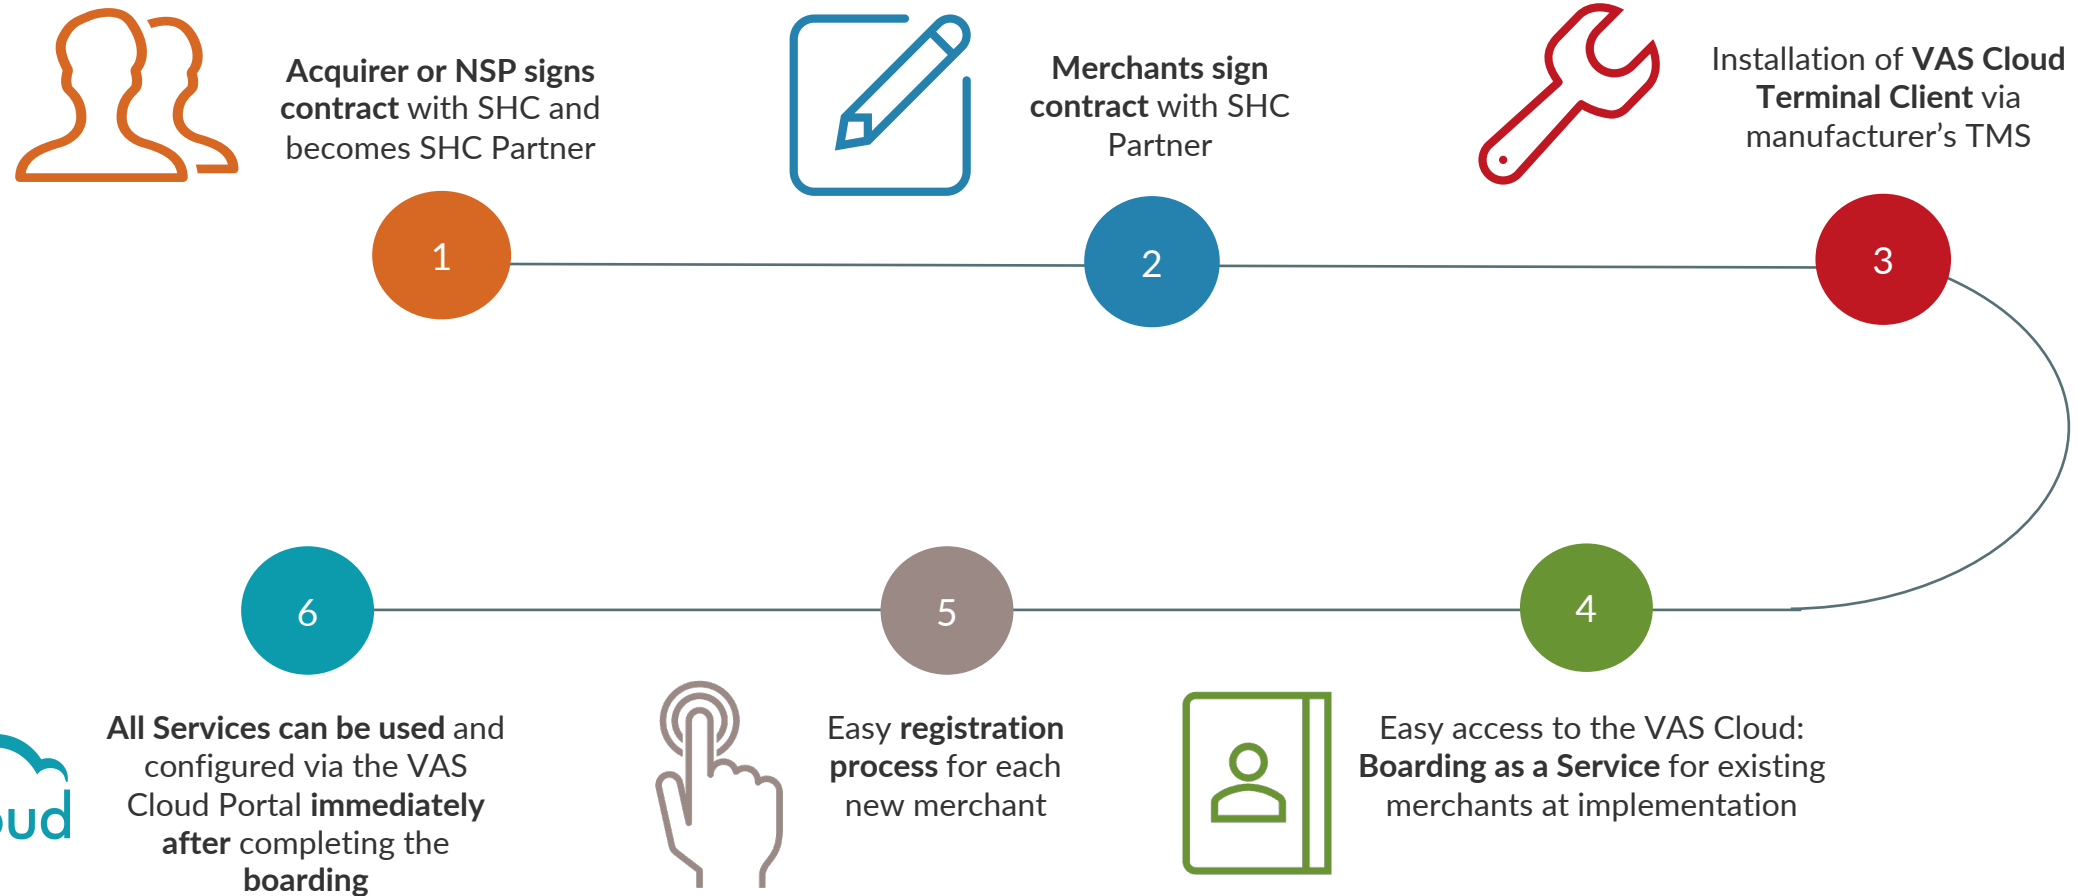 Acquirer or NSP signs
contract with SHC and
becomes SHC Partner
Merchants sign
contract with SHC
Partner
Installation of VAS Cloud
Terminal Client via
manufacturer’s TMS
1
2
3
6
5
4
All Services can be used and
configured via the VAS
Cloud Portal immediately
after completing the
boarding
Easy registration
process for each
new merchant
Easy access to the VAS Cloud:
Boarding as a Service for existing
merchants at implementation